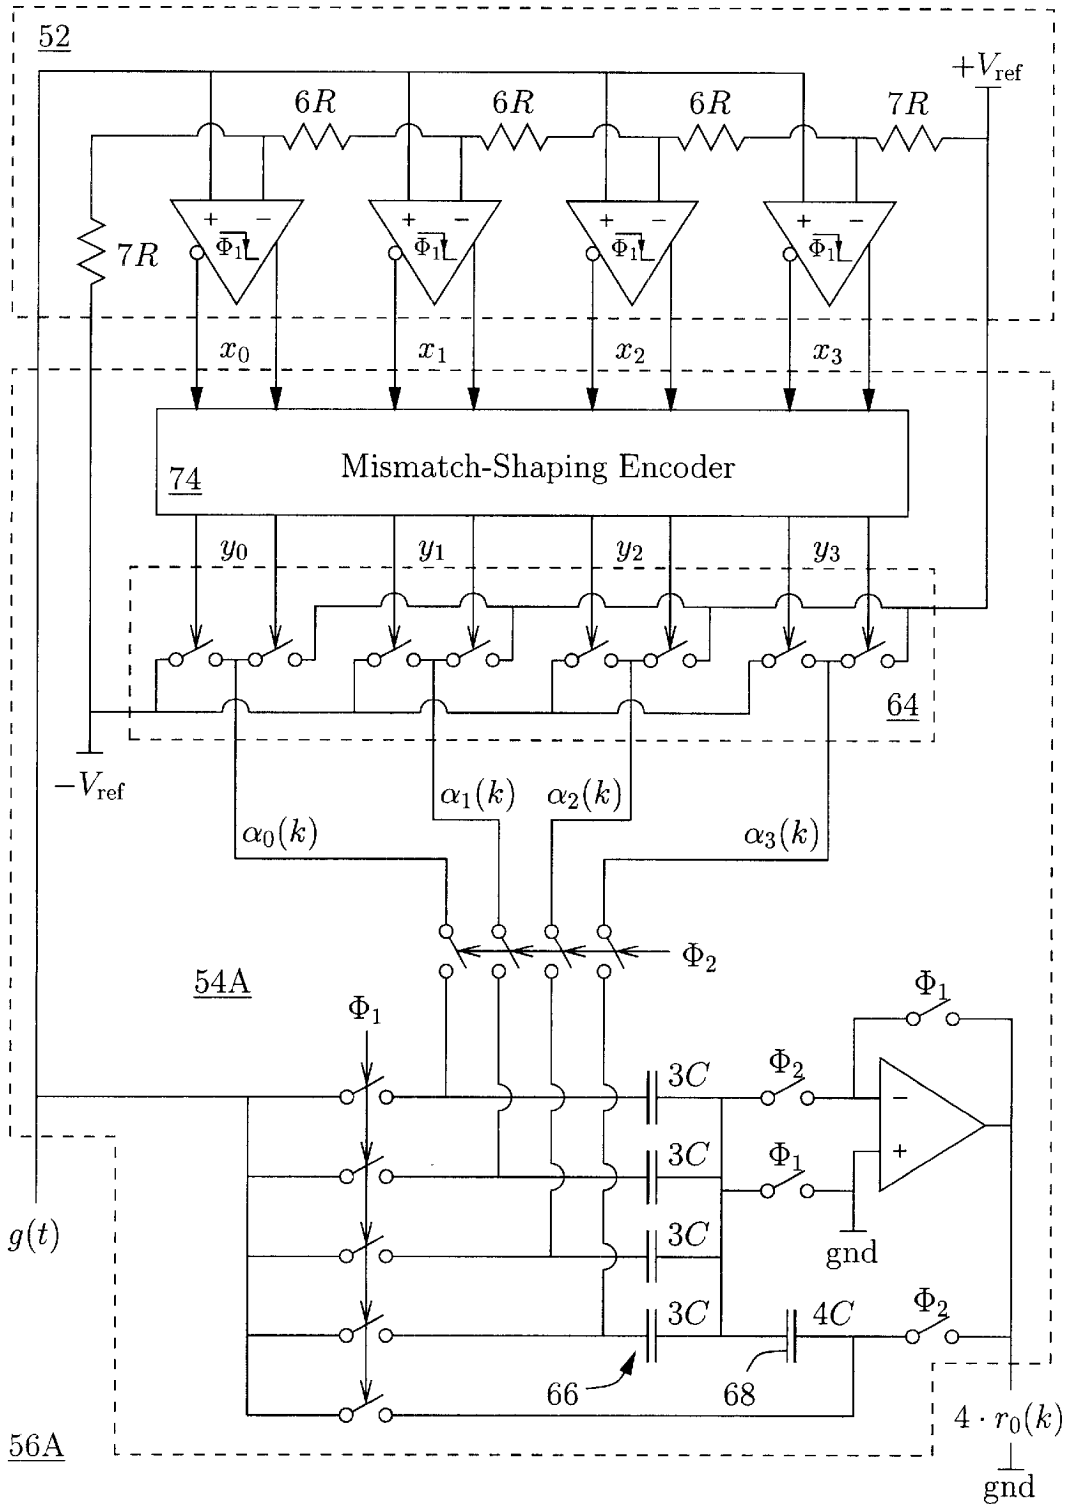 52
+V_ref
6R 6R 6R 7R
+ − + − + − + −
Φ₁ Φ₁ Φ₁ Φ₁
7R
x₀ x₁ x₂ x₃
Mismatch-Shaping Encoder
74
y₀ y₁ y₂ y₃
64
−V_ref
α₁(k) α₂(k)
α₀(k) α₃(k)
Φ₂
54A
Φ₁ Φ₁
3C Φ₂
−
3C Φ₁ +
g(t) 3C gnd
3C 4C Φ₂
66 68
4 · r₀(k)
56A
gnd